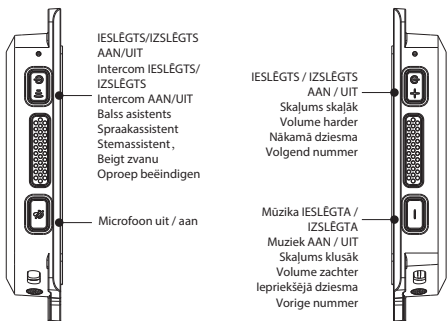 IESLĒGTS/IZSLĒGTS
AAN/UIT
Intercom IESLĒGTS/
IZSLĒGTS
Intercom AAN/UIT
Balss asistents
Spraakassistent
Stemassistent,
Beigt zvanu
Oproep beëindigen
Microfoon uit / aan
IESLĒGTS / IZSLĒGTS
AAN / UIT
Skaļums skaļāk
Volume harder
Nākamā dziesma
Volgend nummer
Mūzika IESLĒGTA /
IZSLĒGTA
Muziek AAN / UIT
Skaļums klusāk
Volume zachter
Iepriekšējā dziesma
Vorige nummer